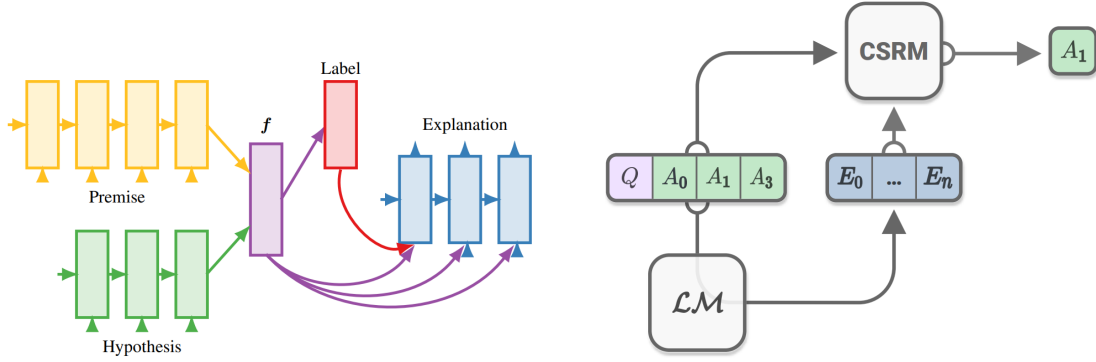 Label
f
Explanation
Premise
Hypothesis
CSRM
A₁
Q A₀ A₁ A₃
E₀ ... Eₙ
ℒℳ